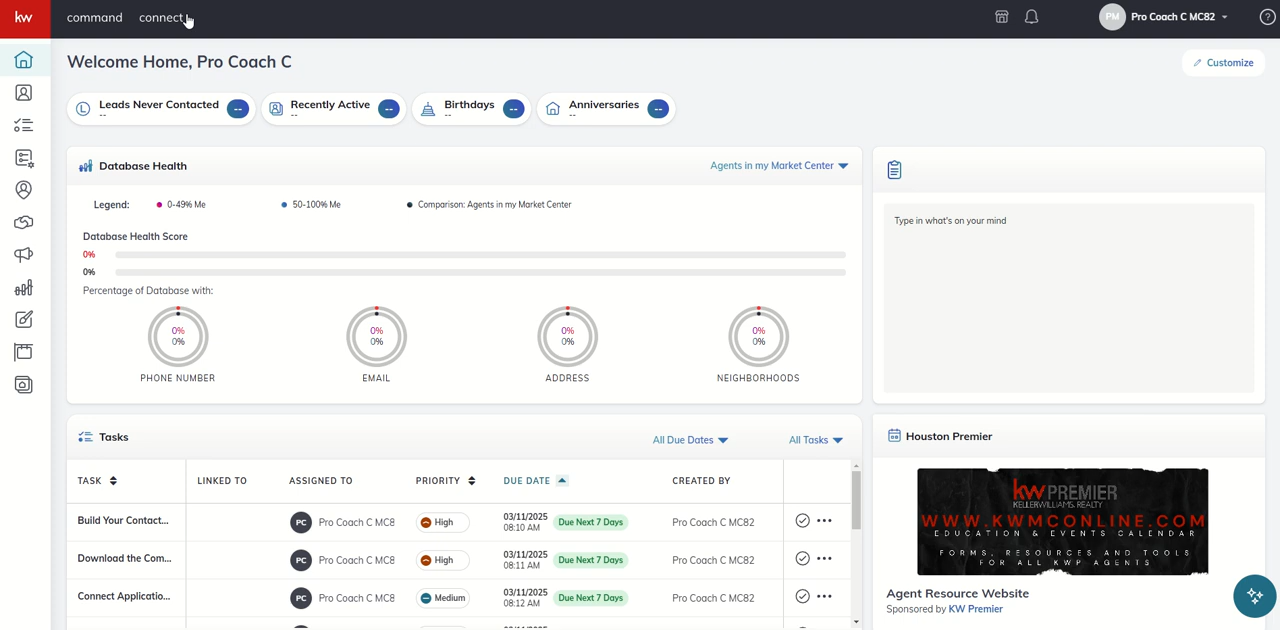 kw command connect PM Pro Coach C MC82 ?
Welcome Home, Pro Coach C
Customize
Leads Never Contacted -- --
Recently Active -- --
Birthdays -- --
Anniversaries -- --
Database Health
Agents in my Market Center
Legend: 0-49% Me 50-100% Me Comparison: Agents in my Market Center
Database Health Score
0%
0%
Percentage of Database with:
0% 0% 0% 0%
0% 0% 0% 0%
PHONE NUMBER EMAIL ADDRESS NEIGHBORHOODS
Type in what's on your mind
Tasks
All Due Dates All Tasks
TASK LINKED TO ASSIGNED TO PRIORITY DUE DATE CREATED BY
Build Your Contact... PC Pro Coach C MC8 High 03/11/2025 08:10 AM Due Next 7 Days Pro Coach C MC82
Download the Com... PC Pro Coach C MC8 High 03/11/2025 08:11 AM Due Next 7 Days Pro Coach C MC82
Connect Applicatio... PC Pro Coach C MC8 Medium 03/11/2025 08:12 AM Due Next 7 Days Pro Coach C MC82
Houston Premier
kw PREMIER
KELLERWILLIAMS. REALTY
WWW.KWMCONLINE.COM
EDUCATION & EVENTS CALENDAR
FORMS, RESOURCES AND TOOLS
FOR ALL KWP AGENTS
Agent Resource Website
Sponsored by KW Premier